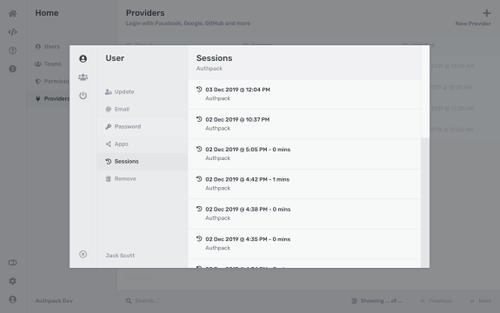 Home
Providers
Login with Facebook, Google, GitHub and more
New Provider
Users
Teams
Providers
User
Update
Email
Password
Apps
Sessions
Remove
Jack Scott
Sessions
Authpack
03 Dec 2019 @ 12:04 PM
Authpack
02 Dec 2019 @ 10:37 PM
Authpack
02 Dec 2019 @ 5:05 PM - 0 mins
Authpack
02 Dec 2019 @ 4:42 PM - 1 mins
Authpack
02 Dec 2019 @ 4:38 PM - 0 mins
Authpack
02 Dec 2019 @ 4:35 PM - 0 mins
Authpack
Authpack Dev
Search...
Showing ... of ...
Previous
Next